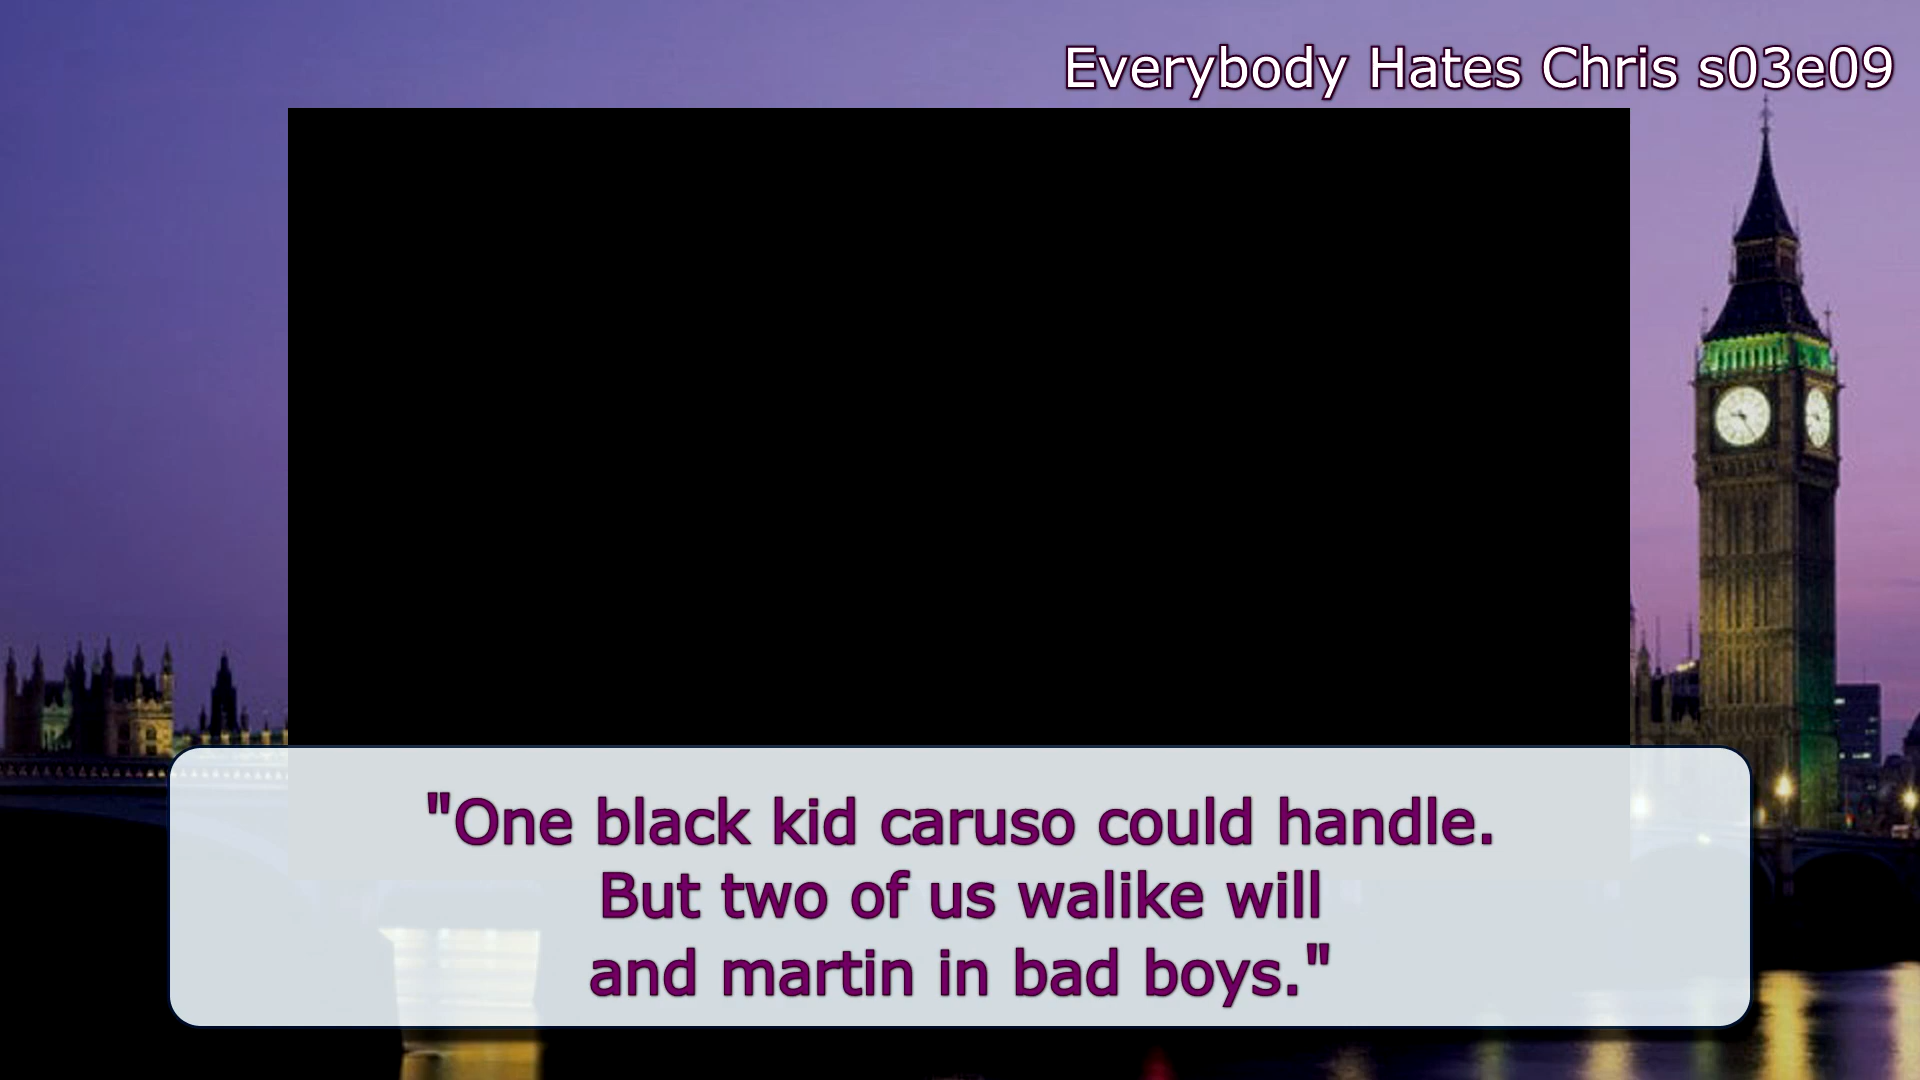 Everybody Hates Chris s03e09
"One black kid caruso could handle.
But two of us walike will
and martin in bad boys."